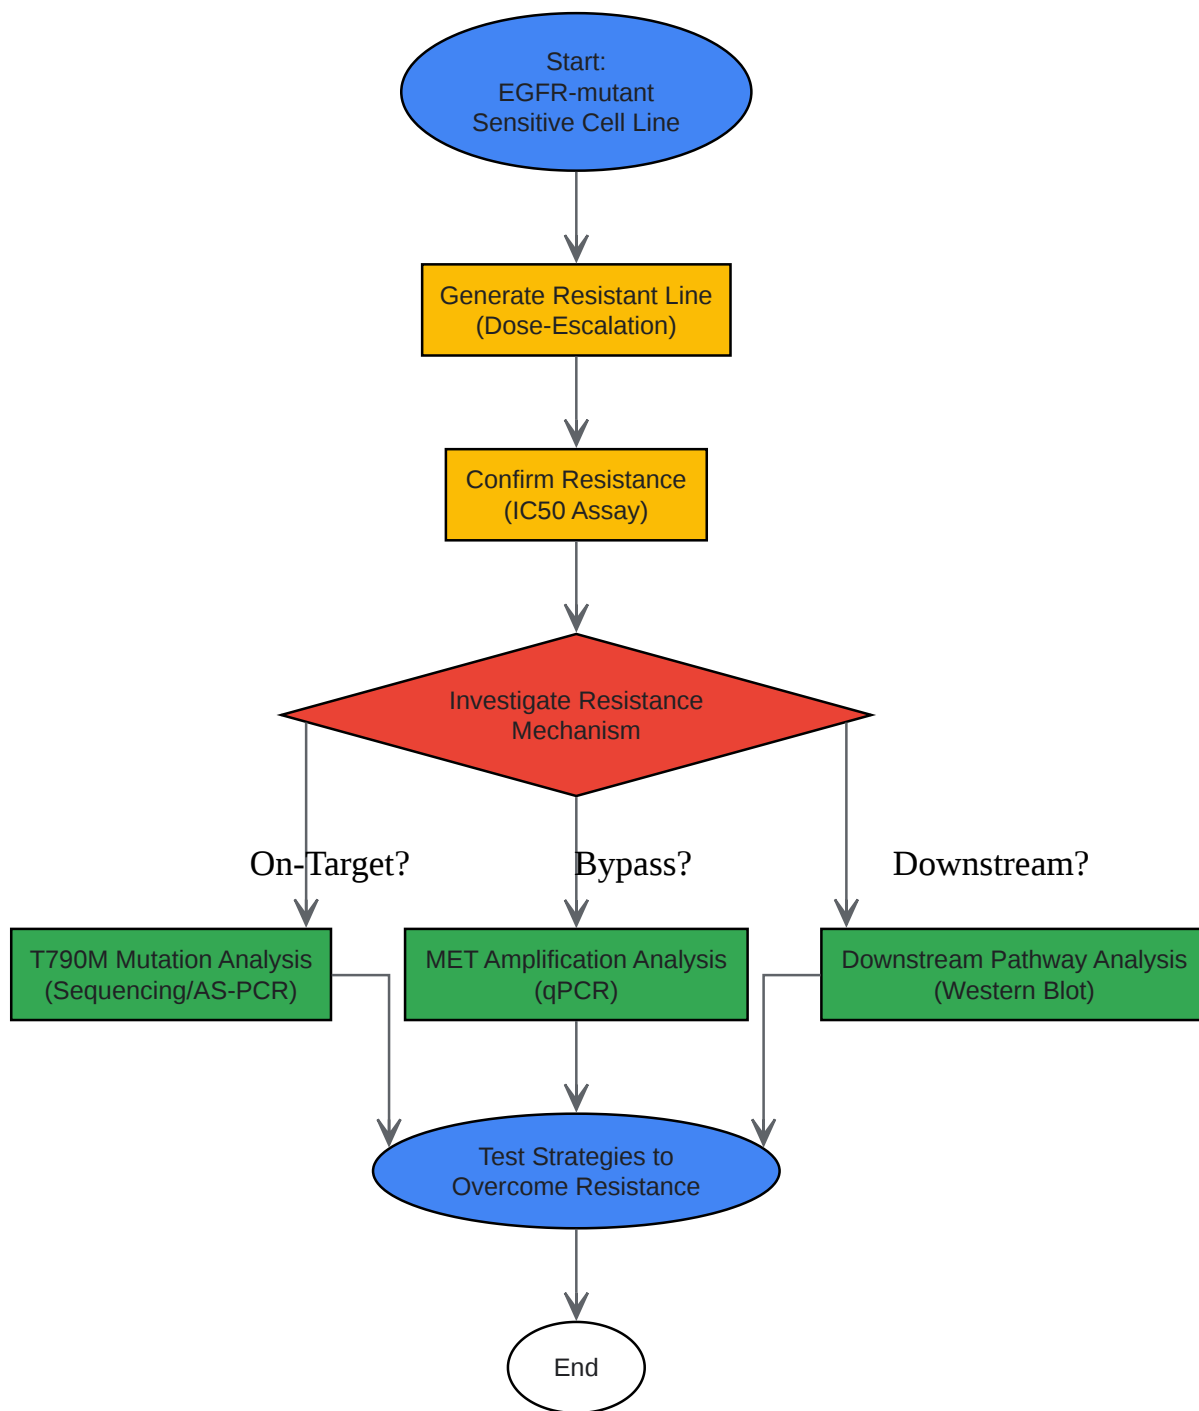 Start:
EGFR-mutant
Sensitive Cell Line
Generate Resistant Line
(Dose-Escalation)
Confirm Resistance
(IC50 Assay)
Investigate Resistance
Mechanism
On-Target?
Bypass?
Downstream?
T790M Mutation Analysis
(Sequencing/AS-PCR)
MET Amplification Analysis
(qPCR)
Downstream Pathway Analysis
(Western Blot)
Test Strategies to
Overcome Resistance
End